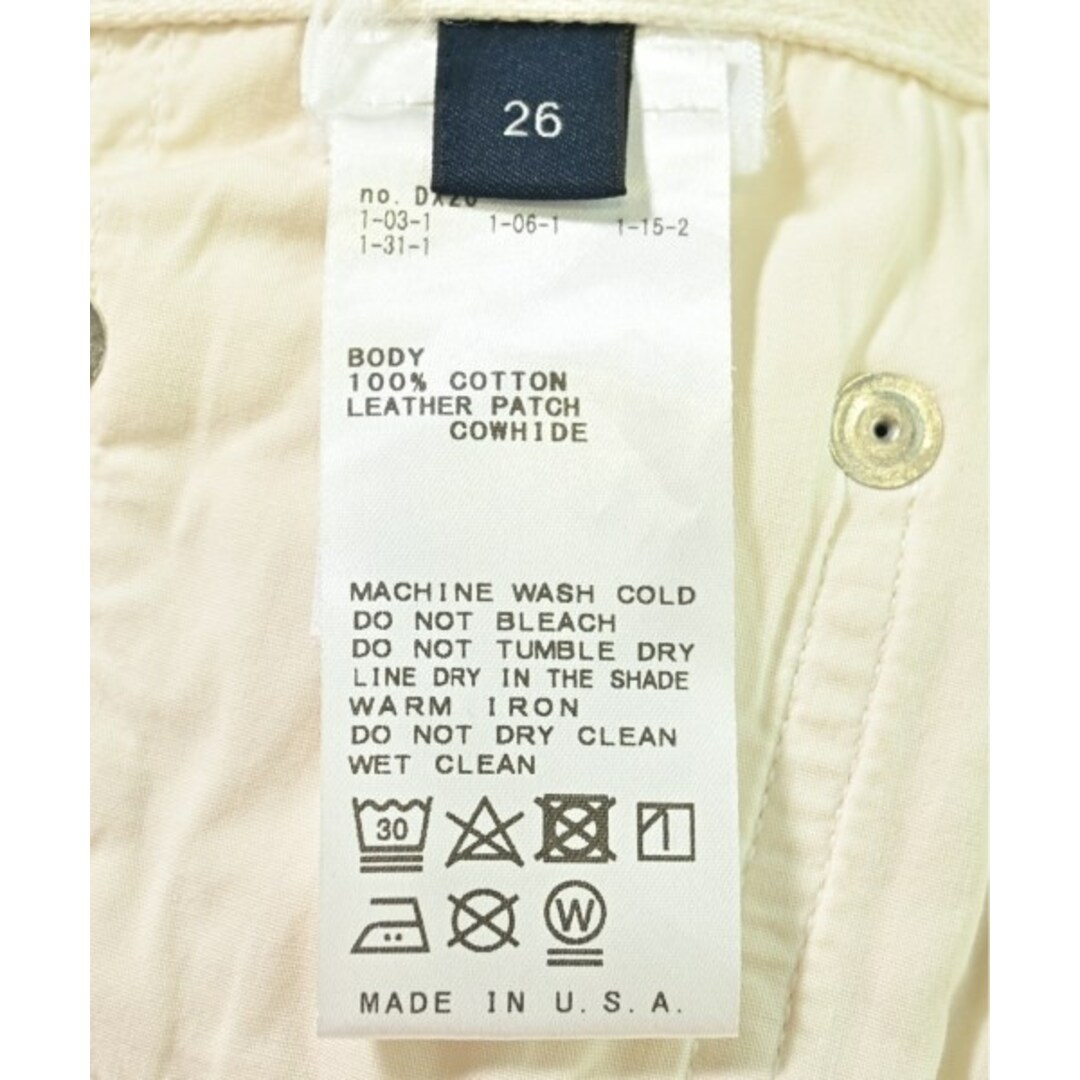 26
no. DX20
1-03-1 1-06-1 1-15-2
1-31-1
BODY
100% COTTON
LEATHER PATCH
COWHIDE
MACHINE WASH COLD
DO NOT BLEACH
DO NOT TUMBLE DRY
LINE DRY IN THE SHADE
WARM IRON
DO NOT DRY CLEAN
WET CLEAN
30
W
MADE IN U.S.A.